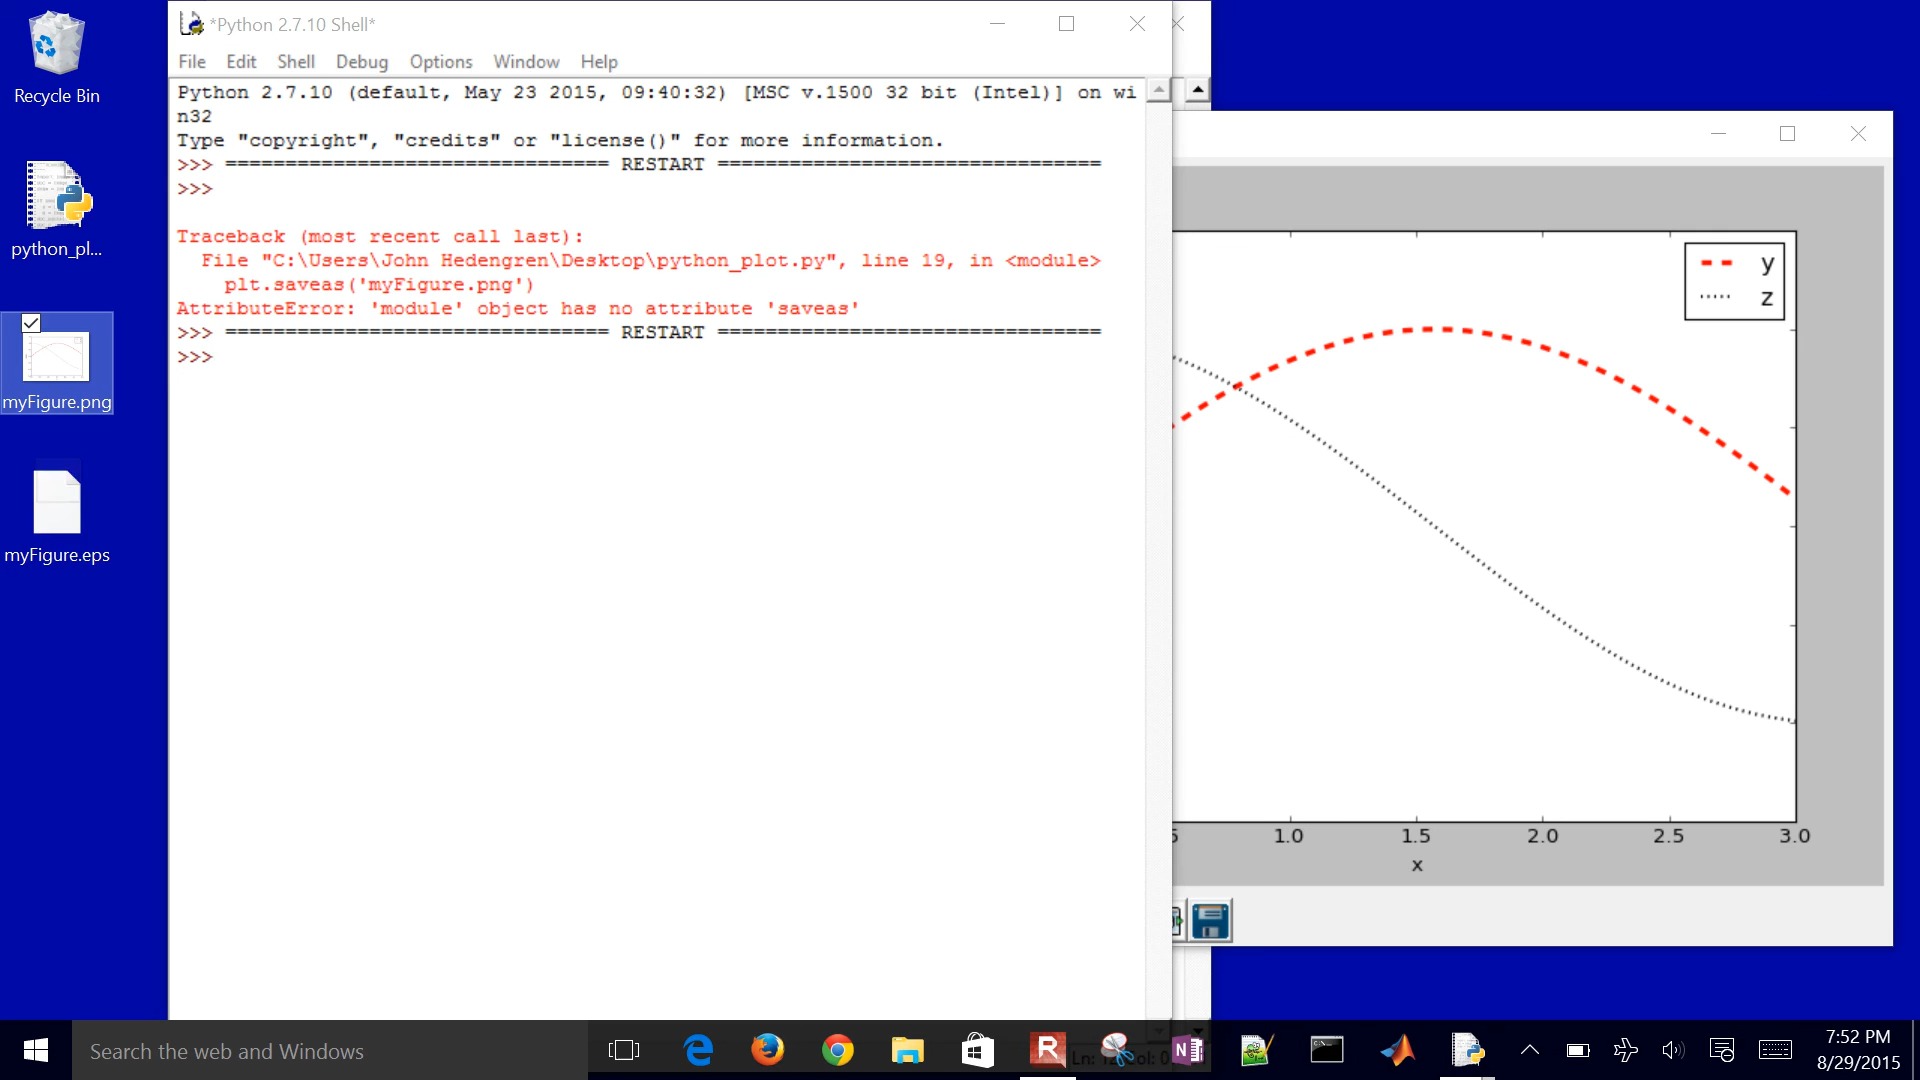 Recycle Bin
python_pl...
myFigure.png
myFigure.eps
*Python 2.7.10 Shell*
File Edit Shell Debug Options Window Help
Python 2.7.10 (default, May 23 2015, 09:40:32) [MSC v.1500 32 bit (Intel)] on wi
n32
Type "copyright", "credits" or "license()" for more information.
>>> ================================ RESTART ================================
>>>
Traceback (most recent call last):
  File "C:\Users\John Hedengren\Desktop\python_plot.py", line 19, in <module>
    plt.saveas('myFigure.png')
AttributeError: 'module' object has no attribute 'saveas'
>>> ================================ RESTART ================================
>>>
y
z
1.0 1.5 2.0 2.5 3.0
x
Search the web and Windows
7:52 PM
8/29/2015